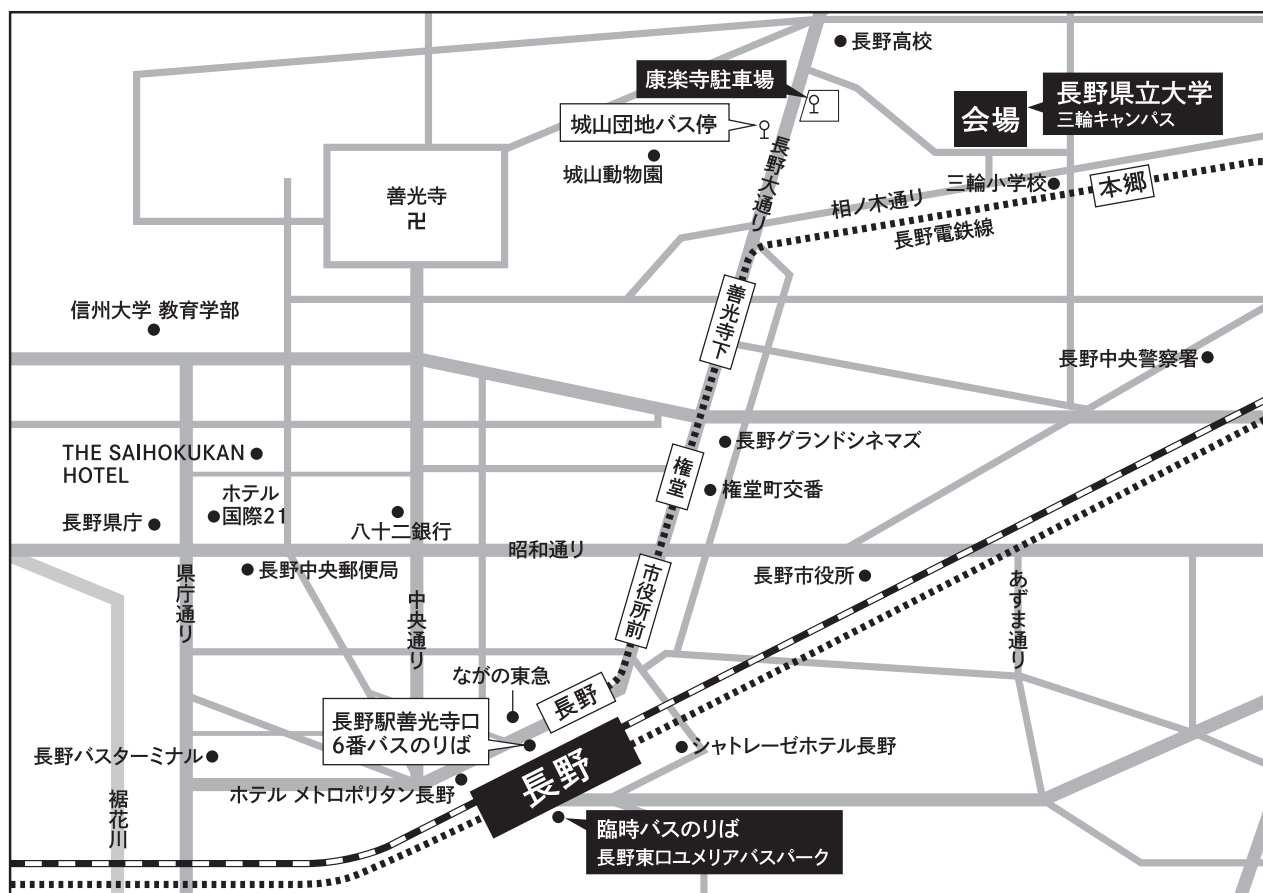 長野高校
康楽寺駐車場
会場
長野県立大学
三輪キャンパス
城山団地バス停
城山動物園
長野大通り
善光寺
卍
三輪小学校
本郷
相ノ木通り
長野電鉄線
信州大学 教育学部
善光寺下
長野中央警察署
THE SAIHOKUKAN
HOTEL
長野グランドシネマズ
権堂
権堂町交番
ホテル
国際21
長野県庁
八十二銀行
昭和通り
長野中央郵便局
県庁通り
中央通り
市役所前
長野市役所
あずま通り
ながの東急
長野
長野駅善光寺口
6番バスのりば
長野バスターミナル
シャトレーゼホテル長野
長野
ホテル メトロポリタン長野
裾花川
臨時バスのりば
長野東口ユメリアバスパーク